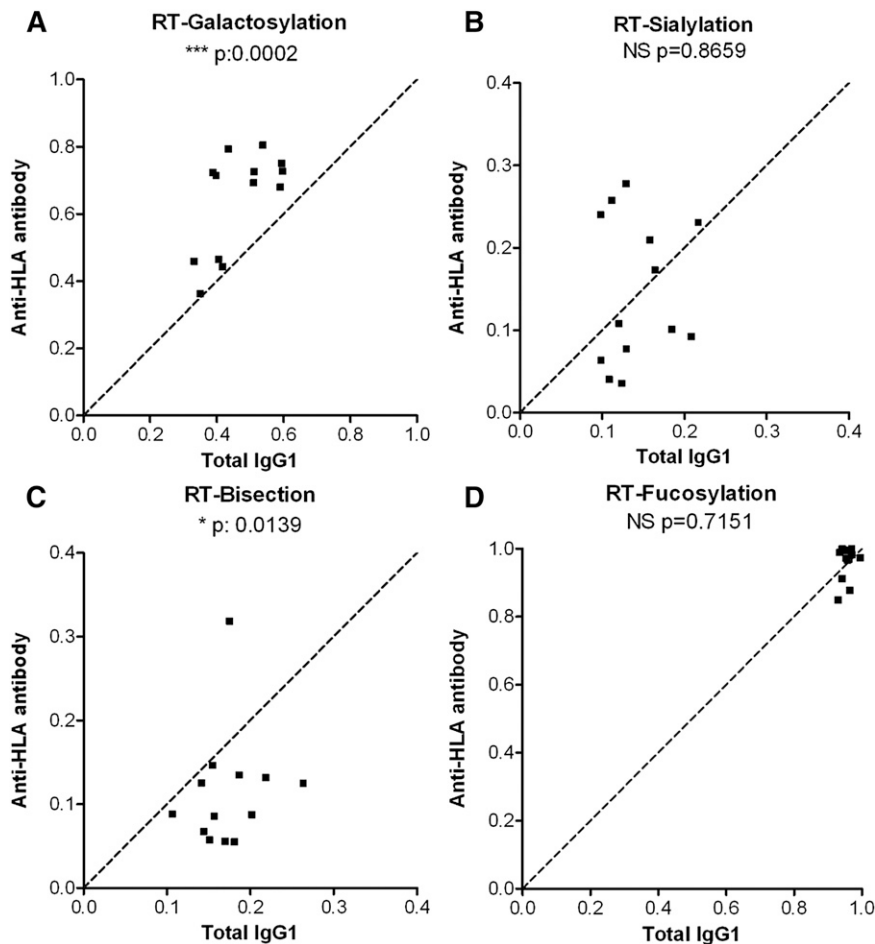 A
RT-Galactosylation
*** p:0.0002
1.0
0.8
0.6
0.4
0.2
0.0
Anti-HLA antibody
0.0 0.2 0.4 0.6 0.8 1.0
Total IgG1
B
RT-Sialylation
NS p=0.8659
0.4
0.3
0.2
0.1
0.0
Anti-HLA antibody
0.0 0.1 0.2 0.3 0.4
Total IgG1
C
RT-Bisection
* p: 0.0139
0.4
0.3
0.2
0.1
0.0
Anti-HLA antibody
0.0 0.1 0.2 0.3 0.4
Total IgG1
D
RT-Fucosylation
NS p=0.7151
1.0
0.8
0.6
0.4
0.2
0.0
Anti-HLA antibody
0.0 0.2 0.4 0.6 0.8 1.0
Total IgG1